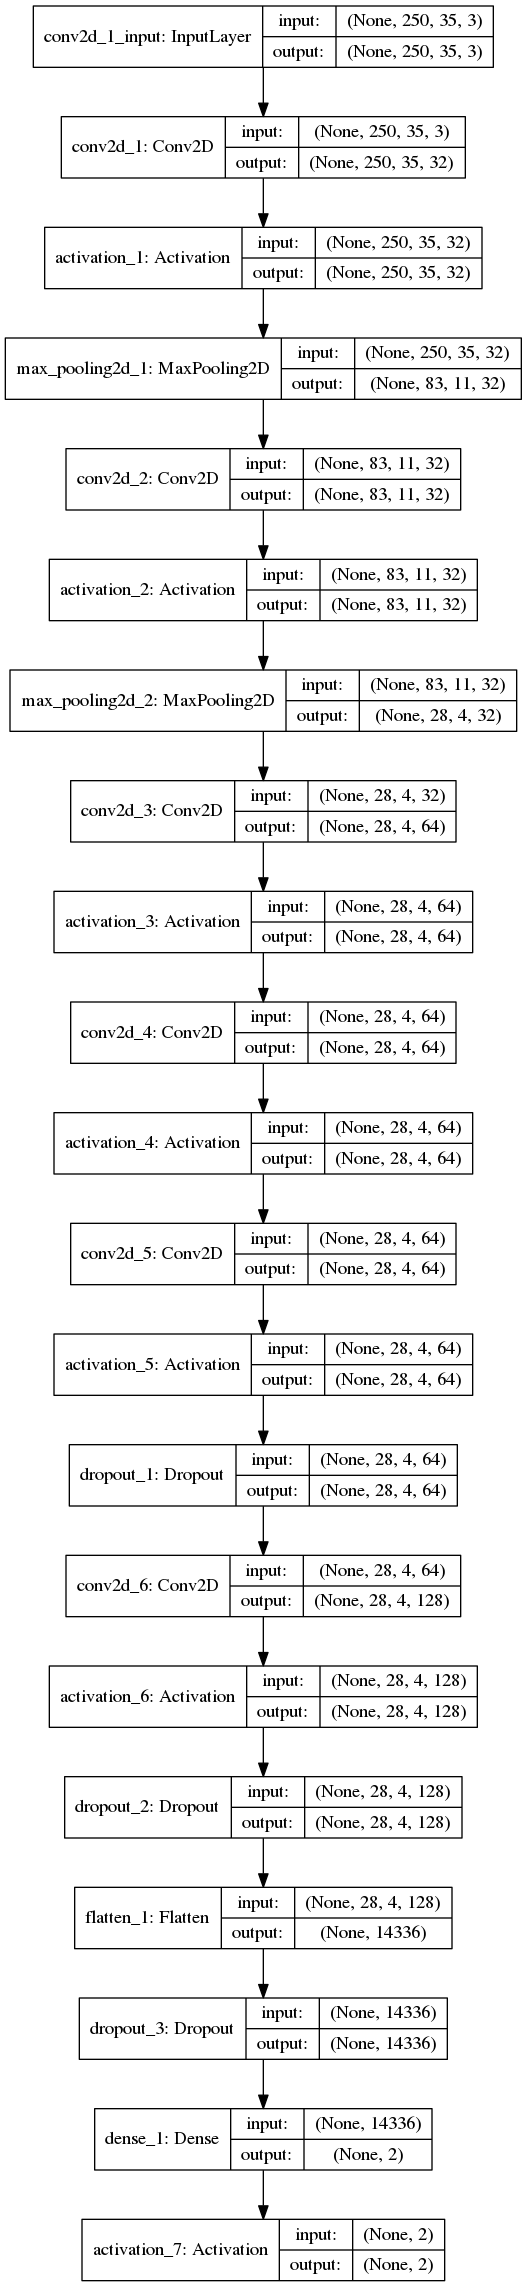 conv2d_1_input: InputLayer input: (None, 250, 35, 3)
output: (None, 250, 35, 3)
conv2d_1: Conv2D input: (None, 250, 35, 3)
output: (None, 250, 35, 32)
activation_1: Activation input: (None, 250, 35, 32)
output: (None, 250, 35, 32)
max_pooling2d_1: MaxPooling2D input: (None, 250, 35, 32)
output: (None, 83, 11, 32)
conv2d_2: Conv2D input: (None, 83, 11, 32)
output: (None, 83, 11, 32)
activation_2: Activation input: (None, 83, 11, 32)
output: (None, 83, 11, 32)
max_pooling2d_2: MaxPooling2D input: (None, 83, 11, 32)
output: (None, 28, 4, 32)
conv2d_3: Conv2D input: (None, 28, 4, 32)
output: (None, 28, 4, 64)
activation_3: Activation input: (None, 28, 4, 64)
output: (None, 28, 4, 64)
conv2d_4: Conv2D input: (None, 28, 4, 64)
output: (None, 28, 4, 64)
activation_4: Activation input: (None, 28, 4, 64)
output: (None, 28, 4, 64)
conv2d_5: Conv2D input: (None, 28, 4, 64)
output: (None, 28, 4, 64)
activation_5: Activation input: (None, 28, 4, 64)
output: (None, 28, 4, 64)
dropout_1: Dropout input: (None, 28, 4, 64)
output: (None, 28, 4, 64)
conv2d_6: Conv2D input: (None, 28, 4, 64)
output: (None, 28, 4, 128)
activation_6: Activation input: (None, 28, 4, 128)
output: (None, 28, 4, 128)
dropout_2: Dropout input: (None, 28, 4, 128)
output: (None, 28, 4, 128)
flatten_1: Flatten input: (None, 28, 4, 128)
output: (None, 14336)
dropout_3: Dropout input: (None, 14336)
output: (None, 14336)
dense_1: Dense input: (None, 14336)
output: (None, 2)
activation_7: Activation input: (None, 2)
output: (None, 2)